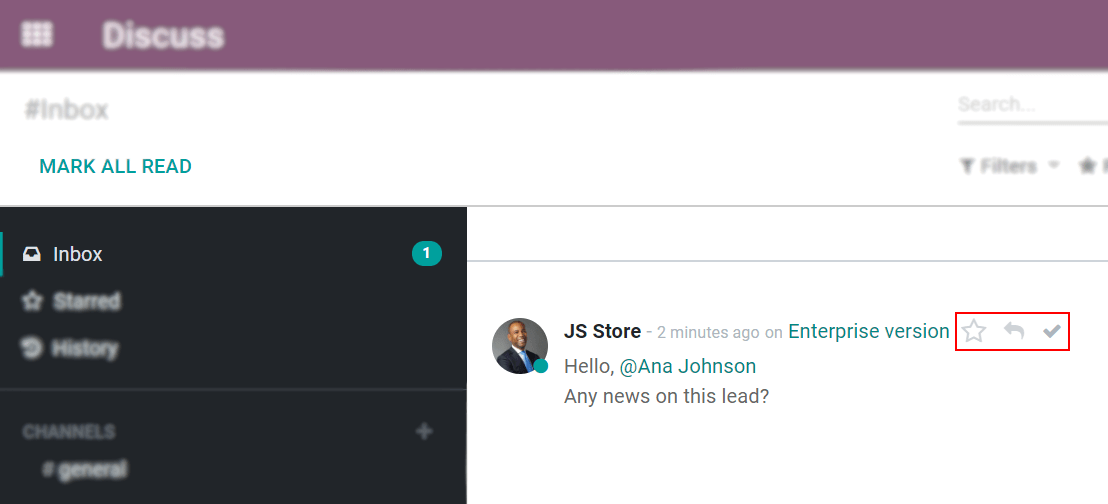 Discuss
#Inbox
Search...
MARK ALL READ
Filters
Inbox 1
Starred
History
JS Store - 2 minutes ago on Enterprise version
Hello, @Ana Johnson
Any news on this lead?
CHANNELS +
# general